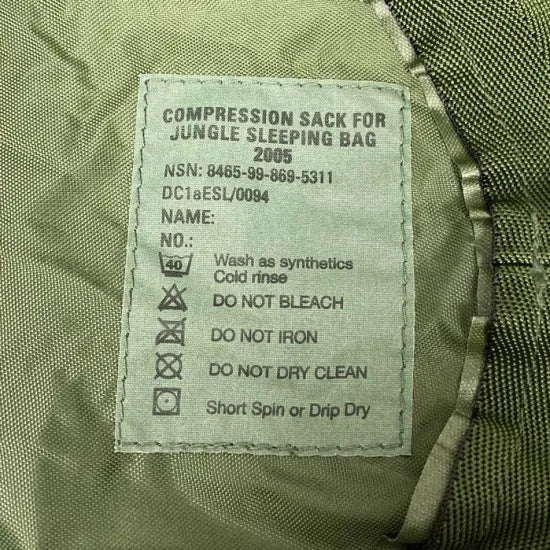 COMPRESSION SACK FOR
JUNGLE SLEEPING BAG
2005
NSN: 8465-99-869-5311
DC1aESL/0094
NAME:
NO.:
40 Wash as synthetics
Cold rinse
DO NOT BLEACH
DO NOT IRON
DO NOT DRY CLEAN
Short Spin or Drip Dry